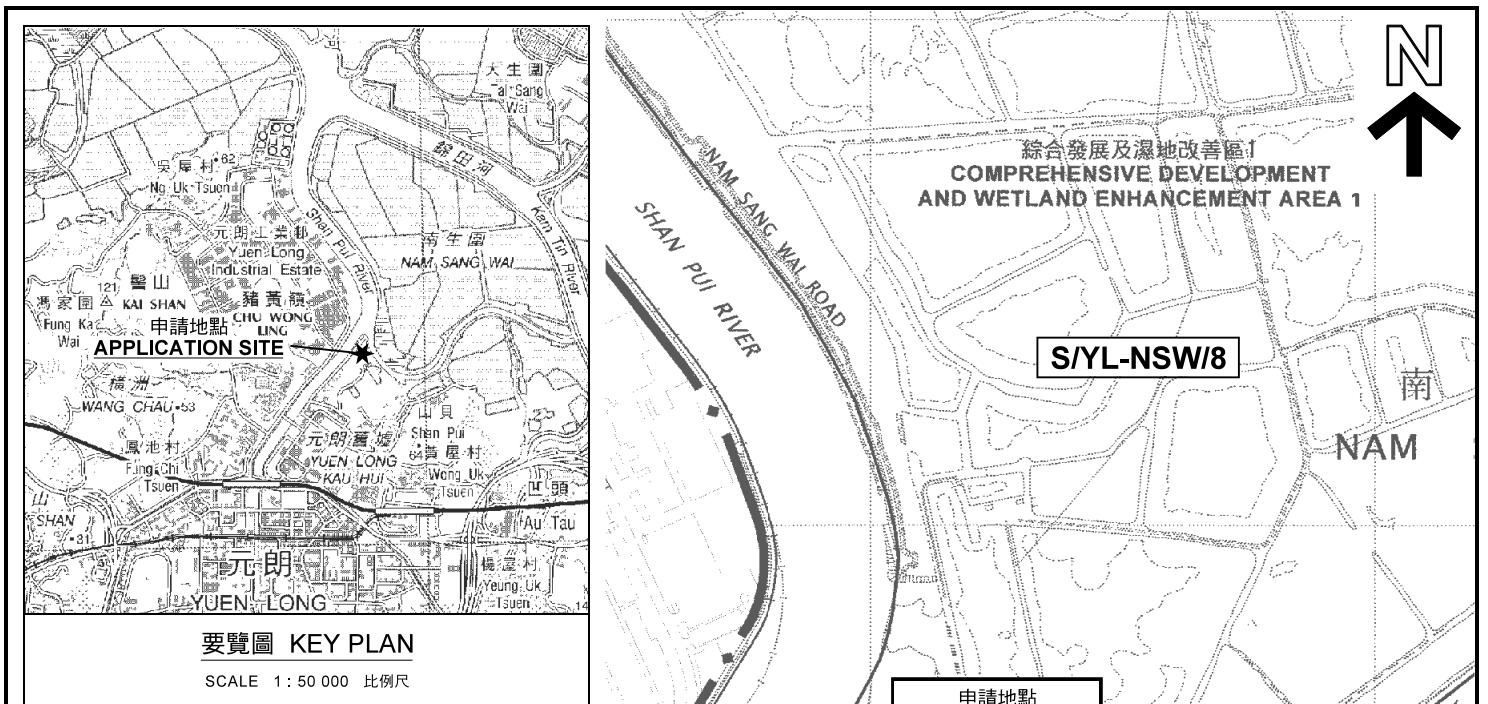 大生圍
Tai Sang
Wai
錦田河
吳屋村 • 62
Ng Uk Tsuen
Shan Pui River
Kam Tin River
元朗工業邨
Yuen Long
Industrial Estate
南生圍
NAM SANG WAI
髻山
121
KAI SHAN
馮家圍
Fung Ka
Wai
豬黃嶺
CHU WONG
LING
申請地點
APPLICATION SITE
橫洲
WANG CHAU •53
山貝
Shan Pui
元朗舊墟
YUEN LONG
KAU HUI
64
黃屋村
Wong Uk
Tsuen
鳳池村
Fung Chi
Tsuen
山
SHAN
•31
凹頭
Au Tau
元朗
YUEN LONG
楊屋村
Yeung Uk
Tsuen
14
要覽圖 KEY PLAN
SCALE 1 : 50 000 比例尺
N
綜合發展及濕地改善區1
COMPREHENSIVE DEVELOPMENT
AND WETLAND ENHANCEMENT AREA 1
NAM SANG WAI ROAD
SHAN PUI RIVER
S/YL-NSW/8
南
NAM
申請地點